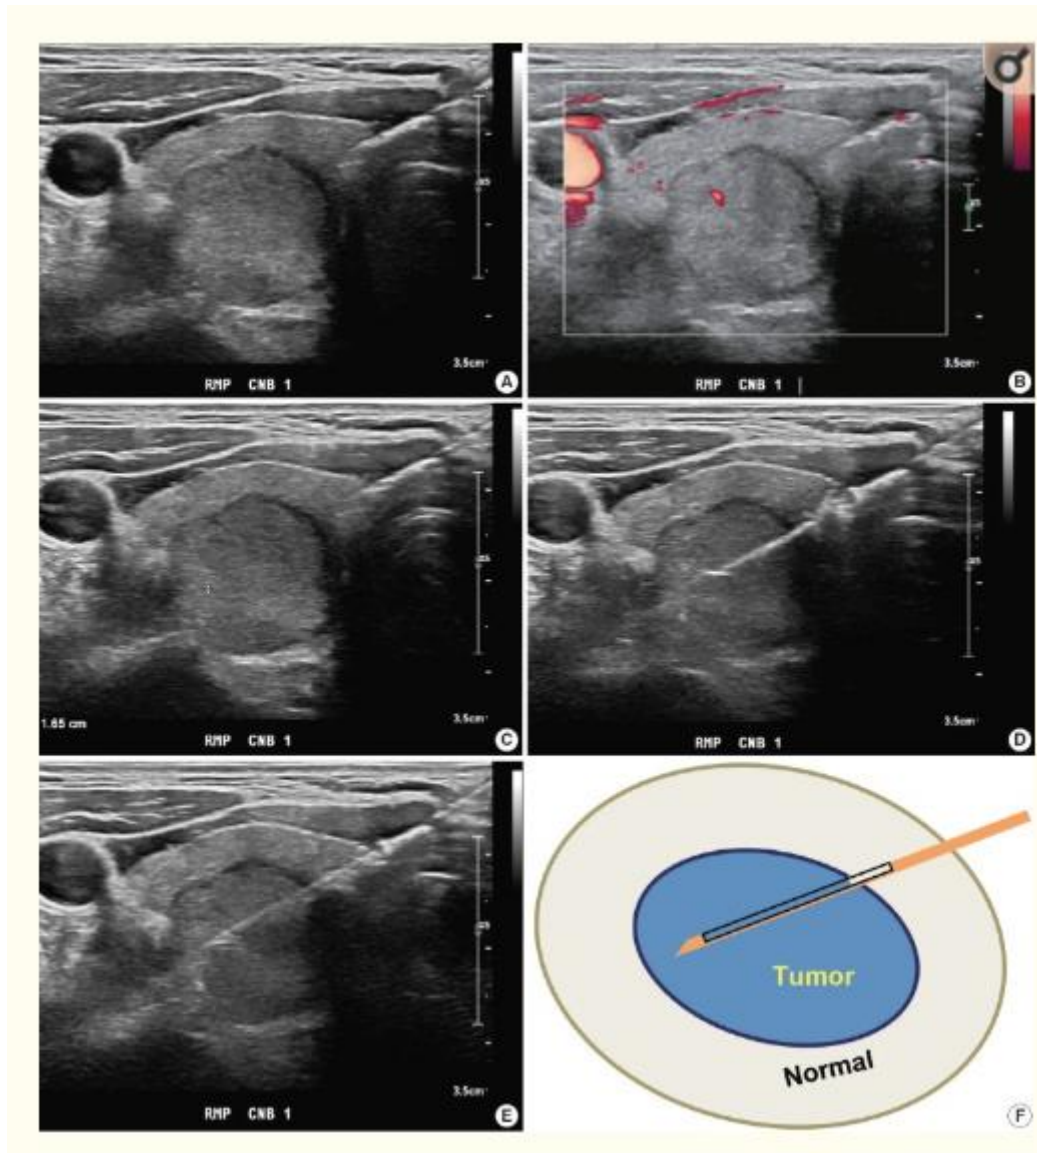 3.5cm
RMP CNB 1
A
3.5cm
RMP CNB 1
B
1.65 cm
3.5cm
RMP CNB 1
C
3.5cm
RMP CNB 1
D
3.5cm
RMP CNB 1
E
Tumor
Normal
F